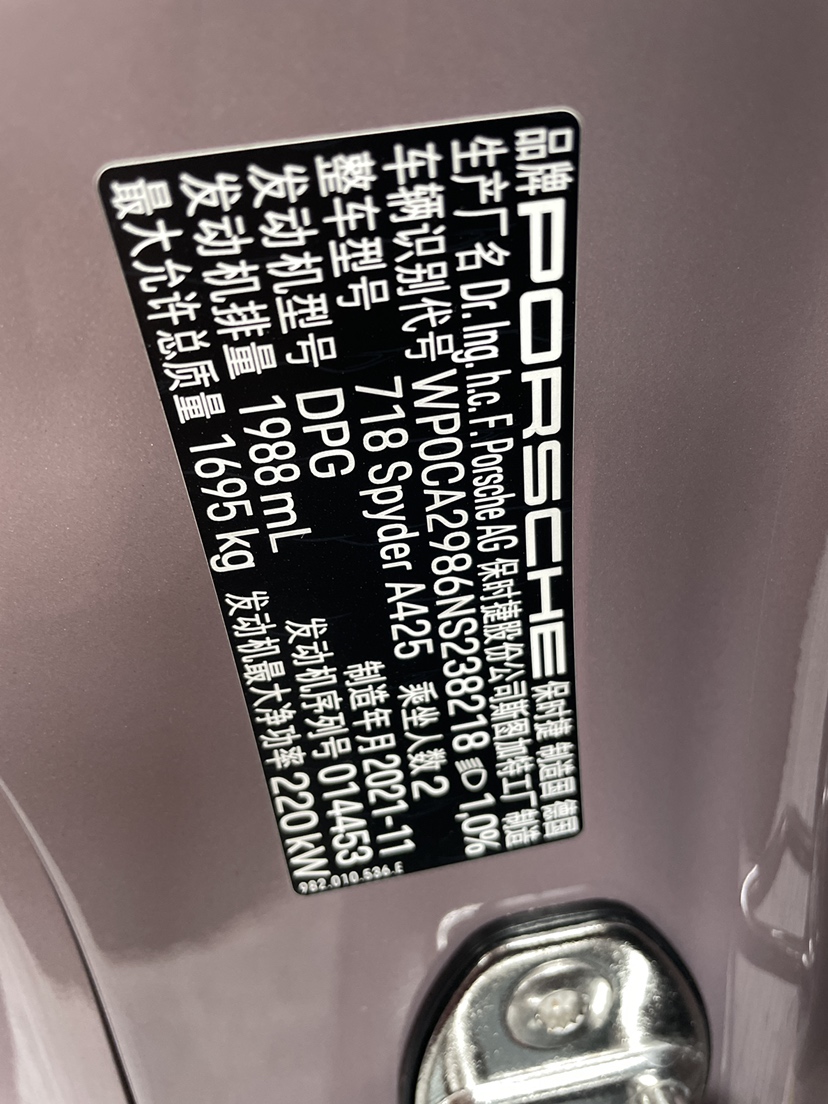 品牌 PORSCHE 保时捷 制造国 德国
生产厂名 Dr. Ing. h.c. F. Porsche AG 保时捷股份公司斯图加特工厂 制造
车辆识别代号 WP0CA2986NS238218 1,0%
整车型号 718 Spyder A425 乘坐人数 2
发动机型号 DPG 制造年月 2021-11
发动机排量 1988 mL 发动机序列号 014453
最大允许总质量 1695 kg 发动机最大净功率 220 kW
982.010.536.E